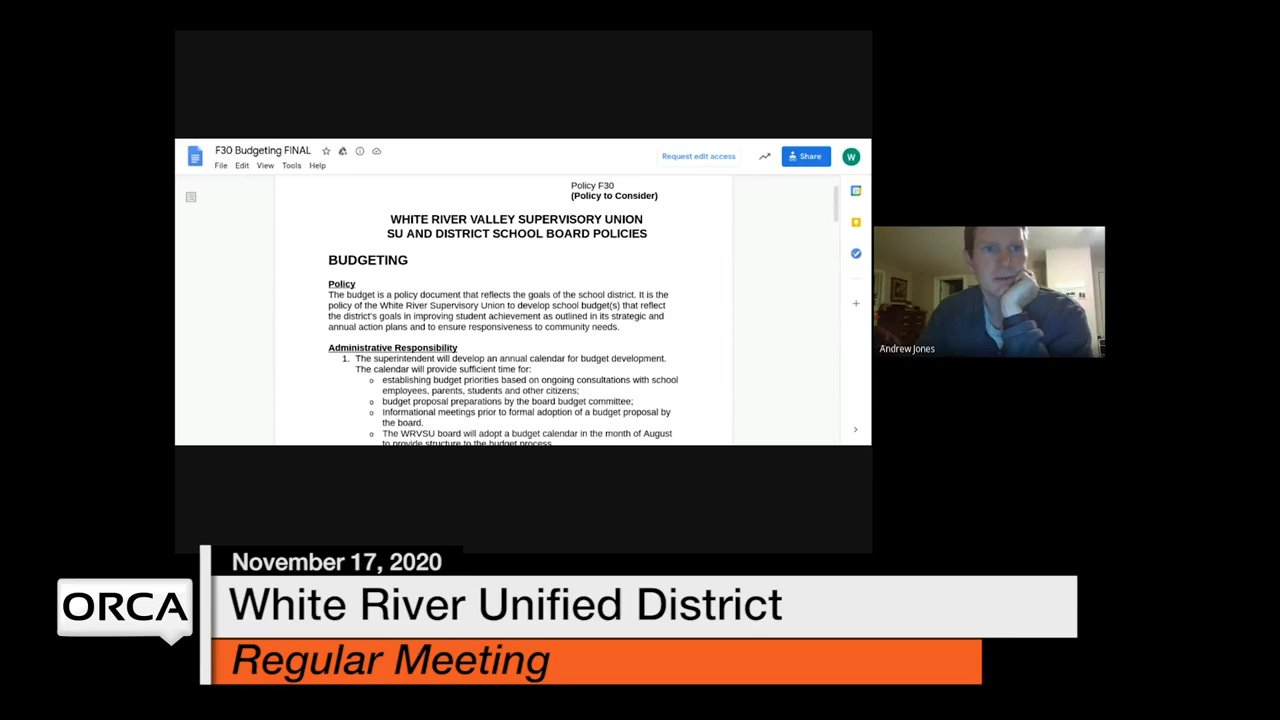 F30 Budgeting FINAL
File Edit View Tools Help
Request edit access
Share
W
Policy F30
(Policy to Consider)
WHITE RIVER VALLEY SUPERVISORY UNION
SU AND DISTRICT SCHOOL BOARD POLICIES
BUDGETING
Policy
The budget is a policy document that reflects the goals of the school district. It is the
policy of the White River Supervisory Union to develop school budget(s) that reflect
the district's goals in improving student achievement as outlined in its strategic and
annual action plans and to ensure responsiveness to community needs.
Administrative Responsibility
1. The superintendent will develop an annual calendar for budget development.
The calendar will provide sufficient time for:
o establishing budget priorities based on ongoing consultations with school
employees, parents, students and other citizens;
o budget proposal preparations by the board budget committee;
o Informational meetings prior to formal adoption of a budget proposal by
the board.
o The WRVSU board will adopt a budget calendar in the month of August
to provide structure to the budget process
Andrew Jones
November 17, 2020
ORCA
White River Unified District
Regular Meeting